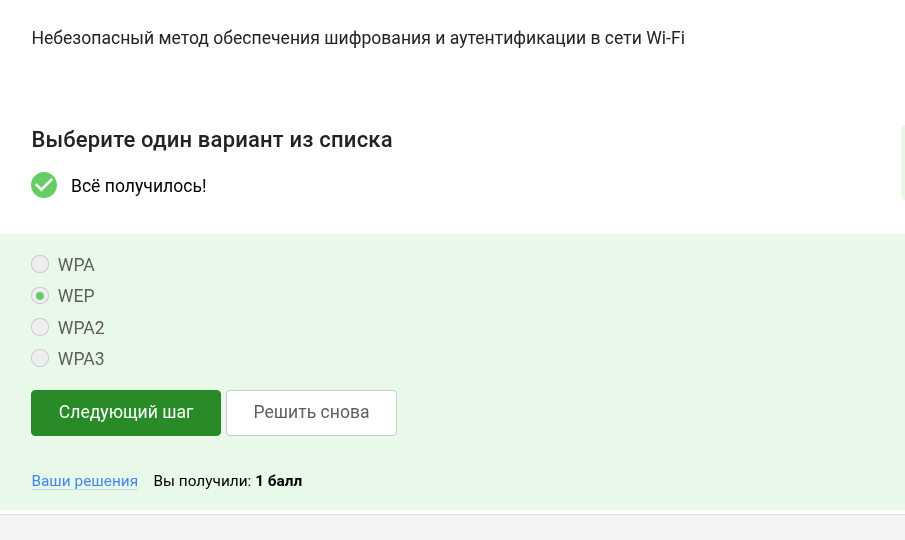 Небезопасный метод обеспечения шифрования и аутентификации в сети Wi-Fi
Выберите один вариант из списка
Всё получилось!
WPA
WEP
WPA2
WPA3
Следующий шаг
Решить снова
Ваши решения Вы получили: 1 балл